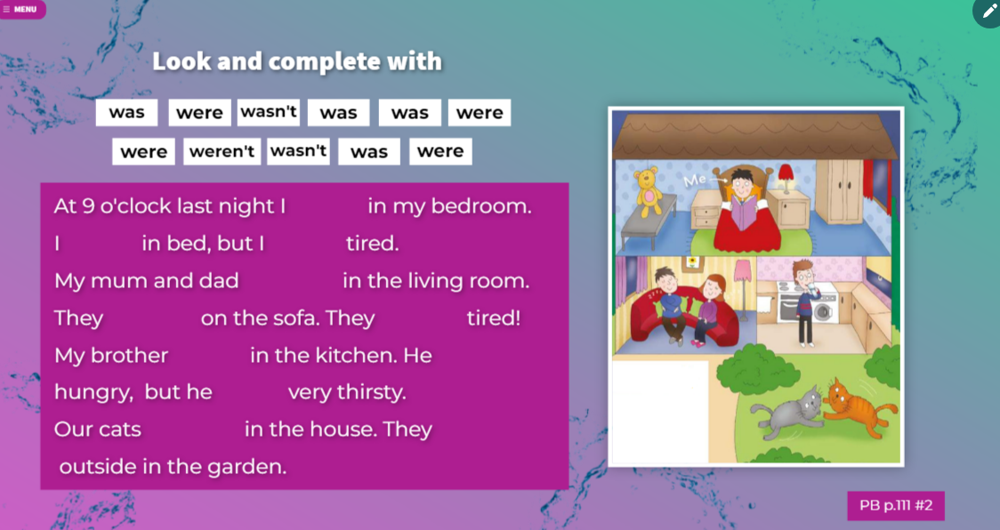 MENU
Look and complete with
was were wasn't was was were
were weren't wasn't was were
At 9 o'clock last night I in my bedroom.
I in bed, but I tired.
My mum and dad in the living room.
They on the sofa. They tired!
My brother in the kitchen. He
hungry, but he very thirsty.
Our cats in the house. They
outside in the garden.
Me
zzzz
PB p.111 #2